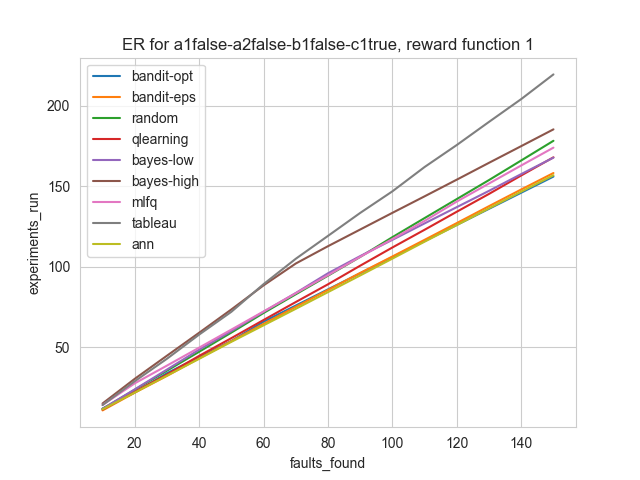 ER for a1false-a2false-b1false-c1true, reward function 1
bandit-opt
bandit-eps
random
qlearning
bayes-low
bayes-high
mlfq
tableau
ann
experiments_run
200
150
100
50
20 40 60 80 100 120 140
faults_found